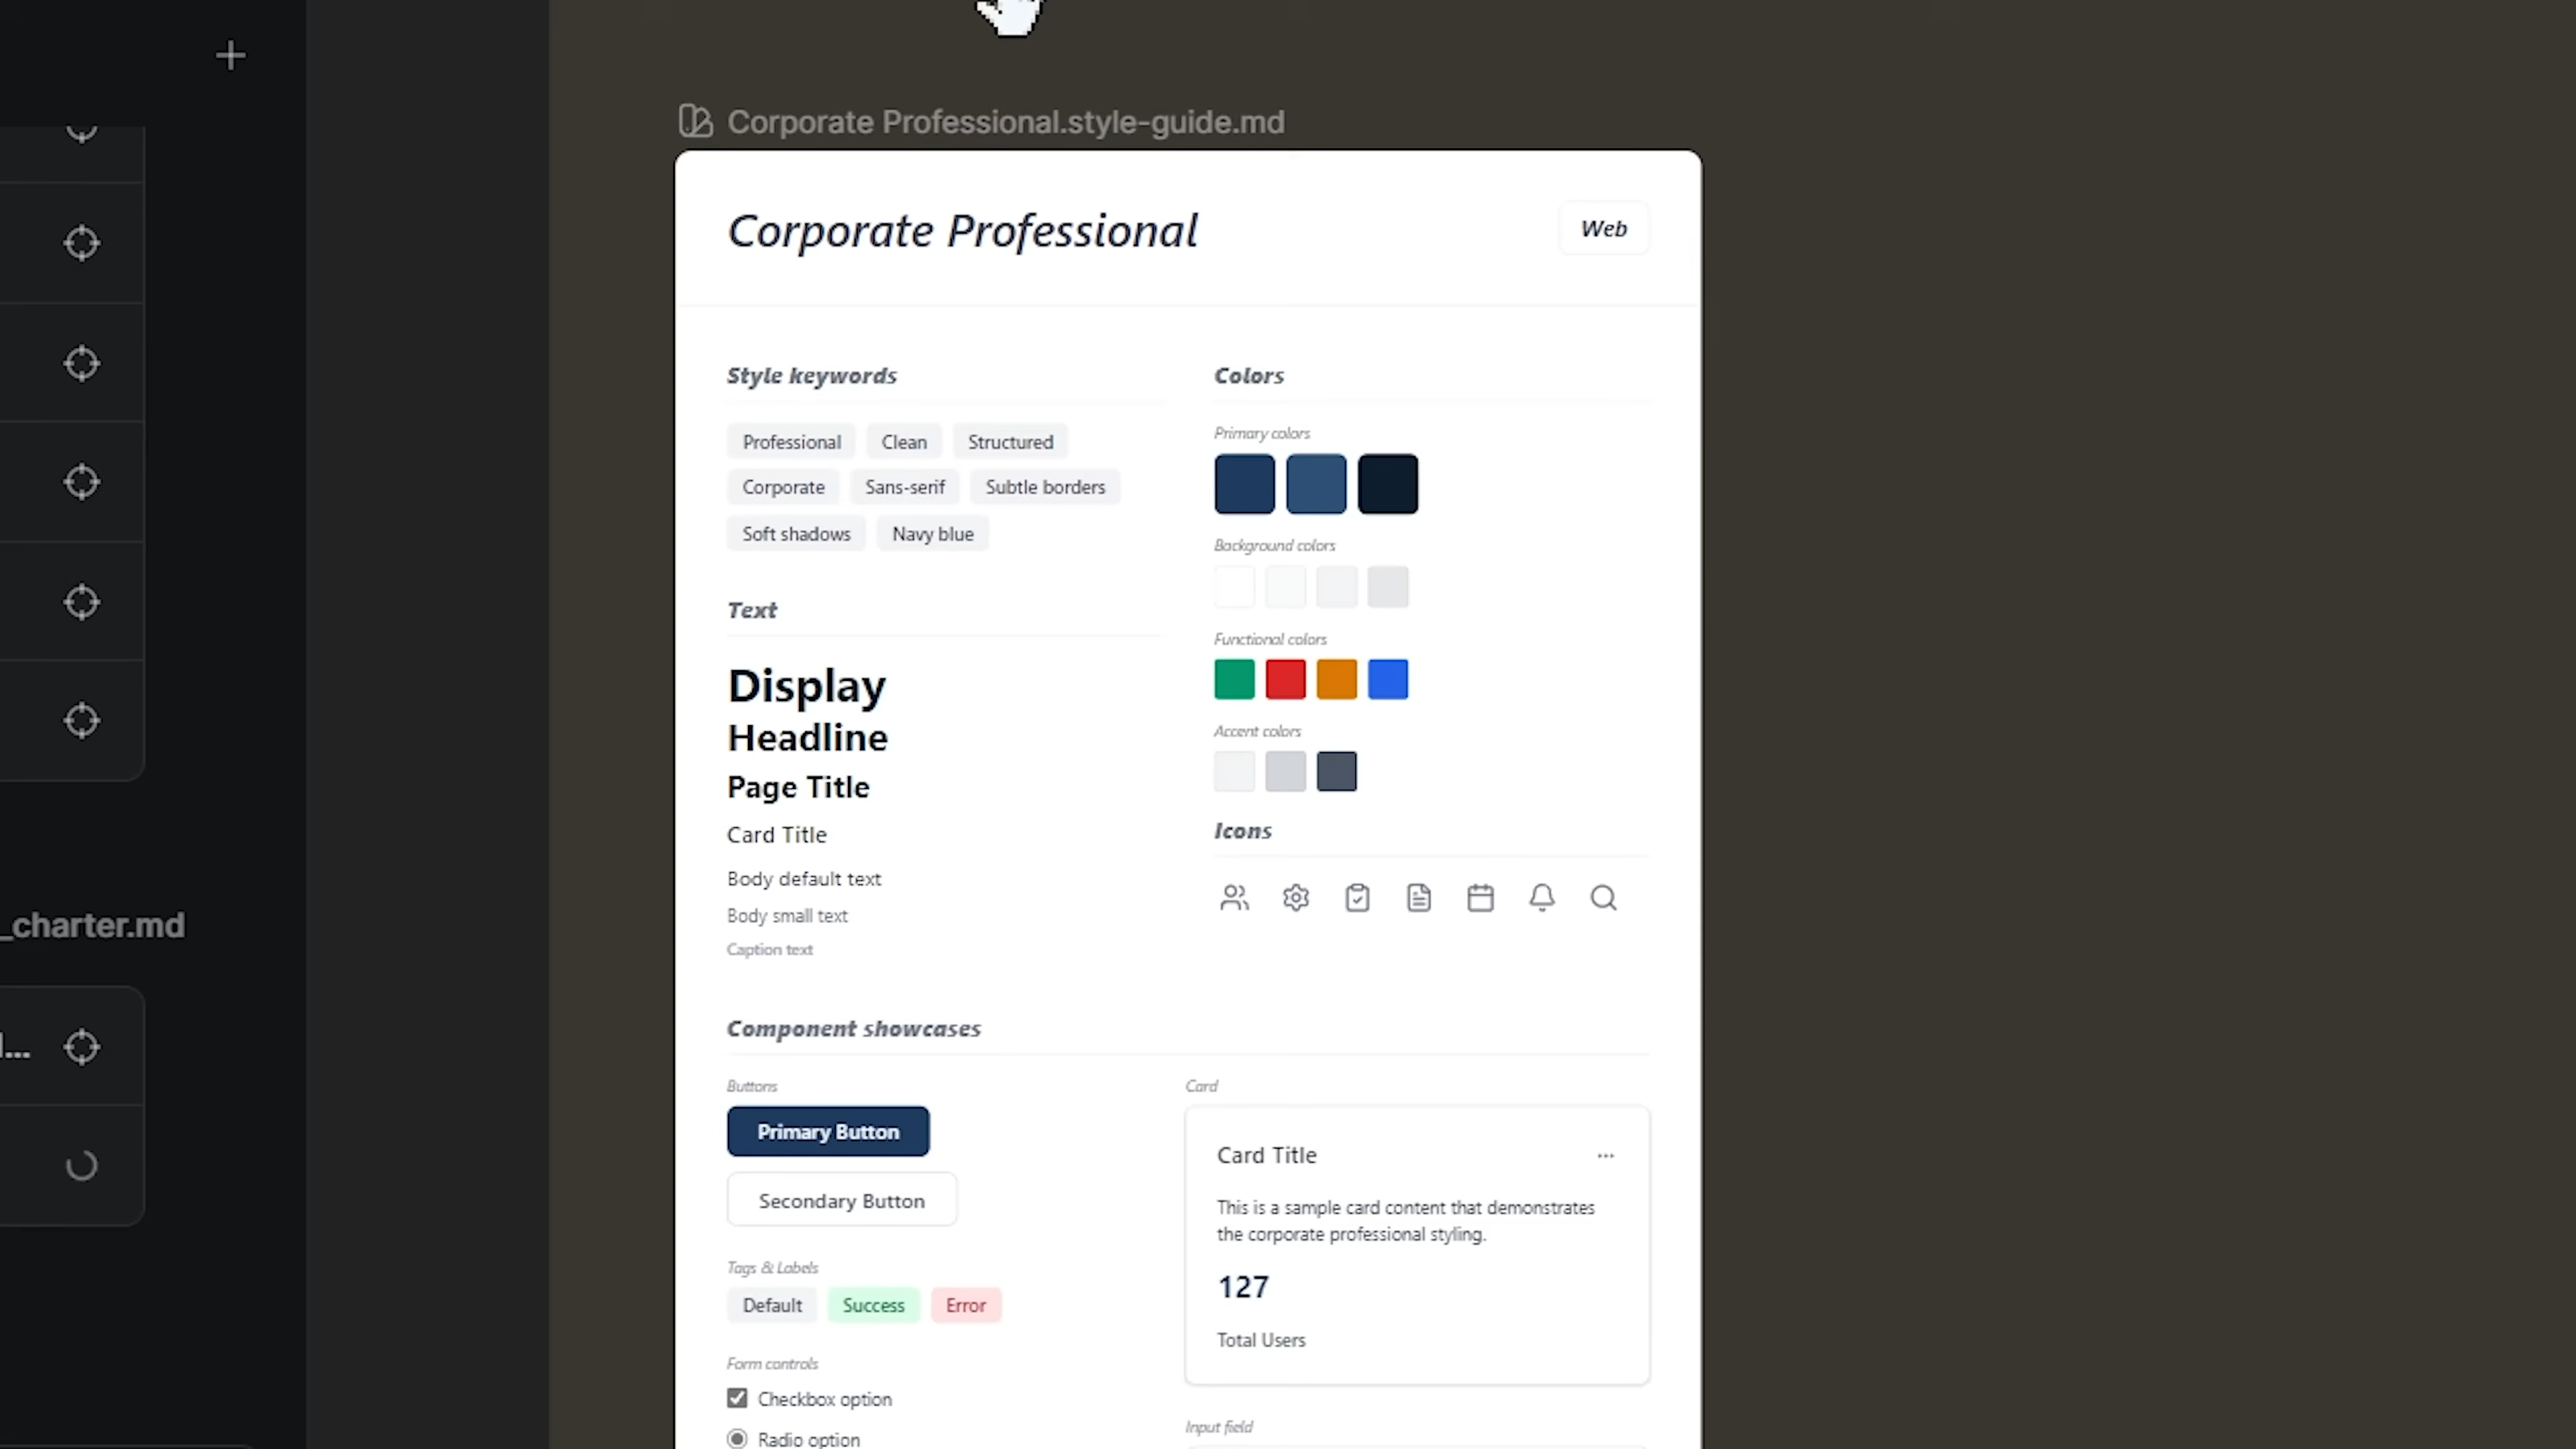 Corporate Professional.style-guide.md
Corporate Professional
Web
Style keywords
Professional
Clean
Structured
Corporate
Sans-serif
Subtle borders
Soft shadows
Navy blue
Text
Display
Headline
Page Title
Card Title
Body default text
Body small text
Caption text
Colors
Primary colors
Background colors
Functional colors
Accent colors
Icons
_charter.md
Component showcases
Buttons
Primary Button
Secondary Button
Tags & Labels
Default
Success
Error
Form controls
Checkbox option
Radio option
Card
Card Title
This is a sample card content that demonstrates
the corporate professional styling.
127
Total Users
Input field